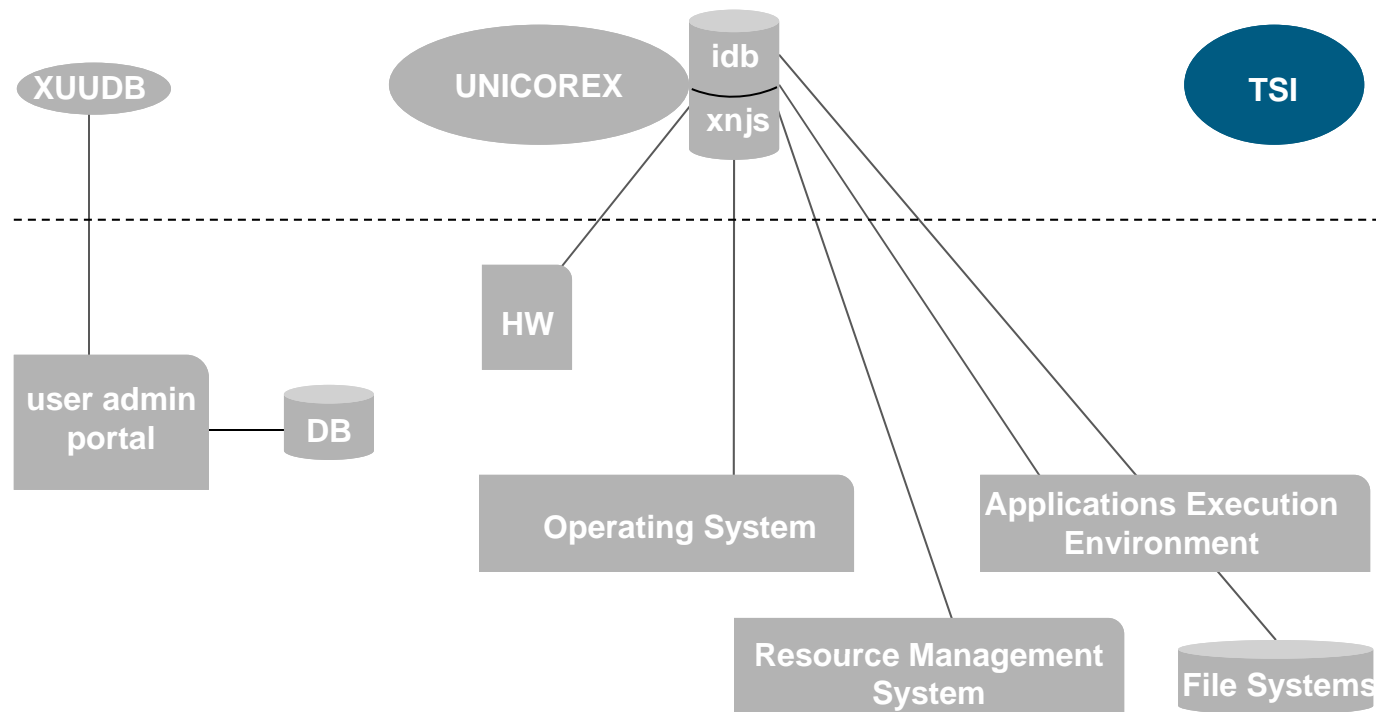 XUUDB
UNICOREX
idb
xnjs
TSI
HW
user admin
portal
DB
Operating System
Applications Execution
Environment
Resource Management
System
File Systems